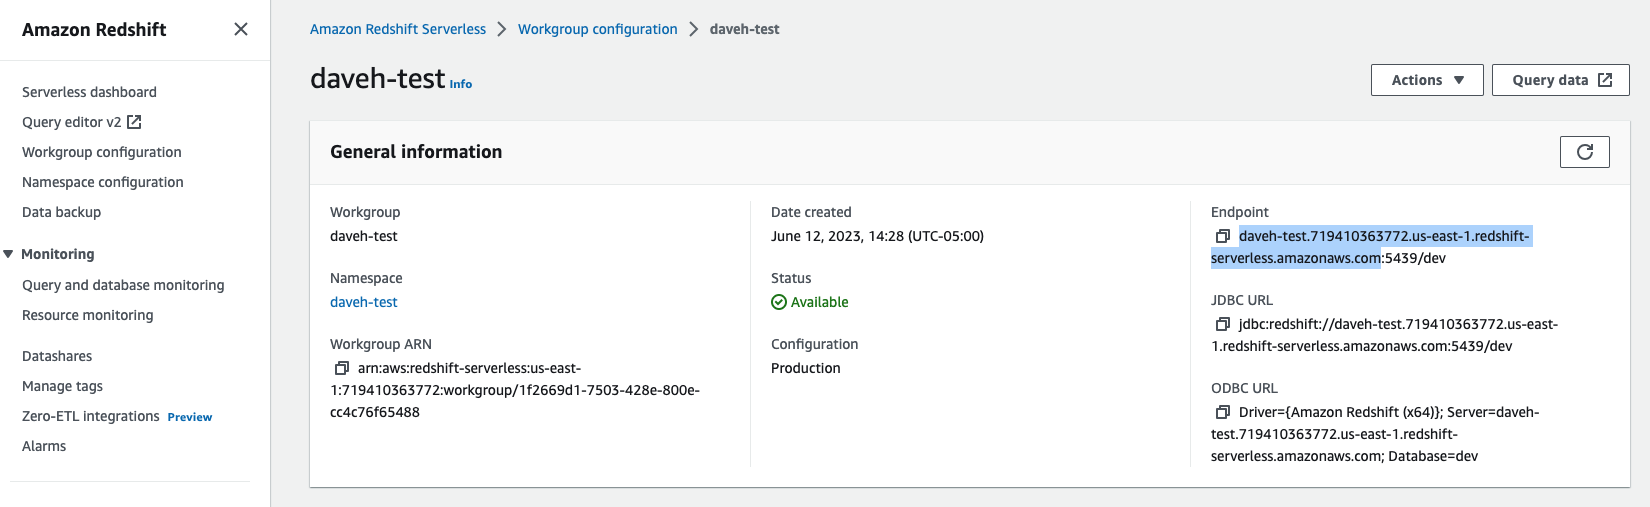 Amazon Redshift
Serverless dashboard
Query editor v2
Workgroup configuration
Namespace configuration
Data backup
Monitoring
Query and database monitoring
Resource monitoring
Datashares
Manage tags
Zero-ETL integrations Preview
Alarms
Amazon Redshift Serverless > Workgroup configuration > daveh-test
daveh-test Info
Actions
Query data
General information
Workgroup
daveh-test
Namespace
daveh-test
Workgroup ARN
arn:aws:redshift-serverless:us-east-
1:719410363772:workgroup/1f2669d1-7503-428e-800e-
cc4c76f65488
Date created
June 12, 2023, 14:28 (UTC-05:00)
Status
Available
Configuration
Production
Endpoint
daveh-test.719410363772.us-east-1.redshift-
serverless.amazonaws.com:5439/dev
JDBC URL
jdbc:redshift://daveh-test.719410363772.us-east-
1.redshift-serverless.amazonaws.com:5439/dev
ODBC URL
Driver={Amazon Redshift (x64)}; Server=daveh-
test.719410363772.us-east-1.redshift-
serverless.amazonaws.com; Database=dev